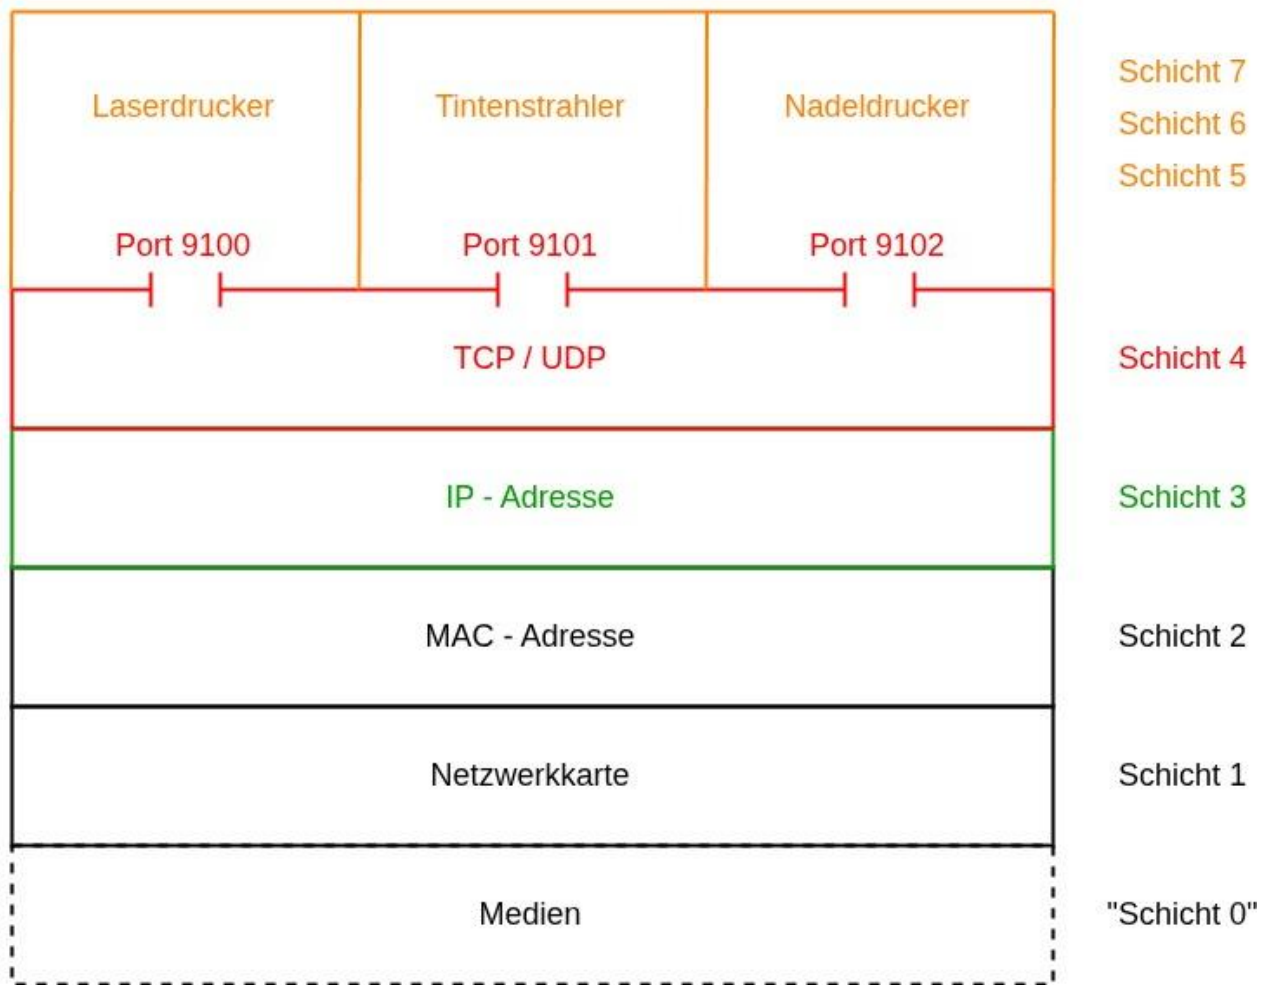 Laserdrucker
Tintenstrahler
Nadeldrucker
Schicht 7
Schicht 6
Schicht 5
Port 9100
Port 9101
Port 9102
TCP / UDP
Schicht 4
IP - Adresse
Schicht 3
MAC - Adresse
Schicht 2
Netzwerkkarte
Schicht 1
Medien
"Schicht 0"